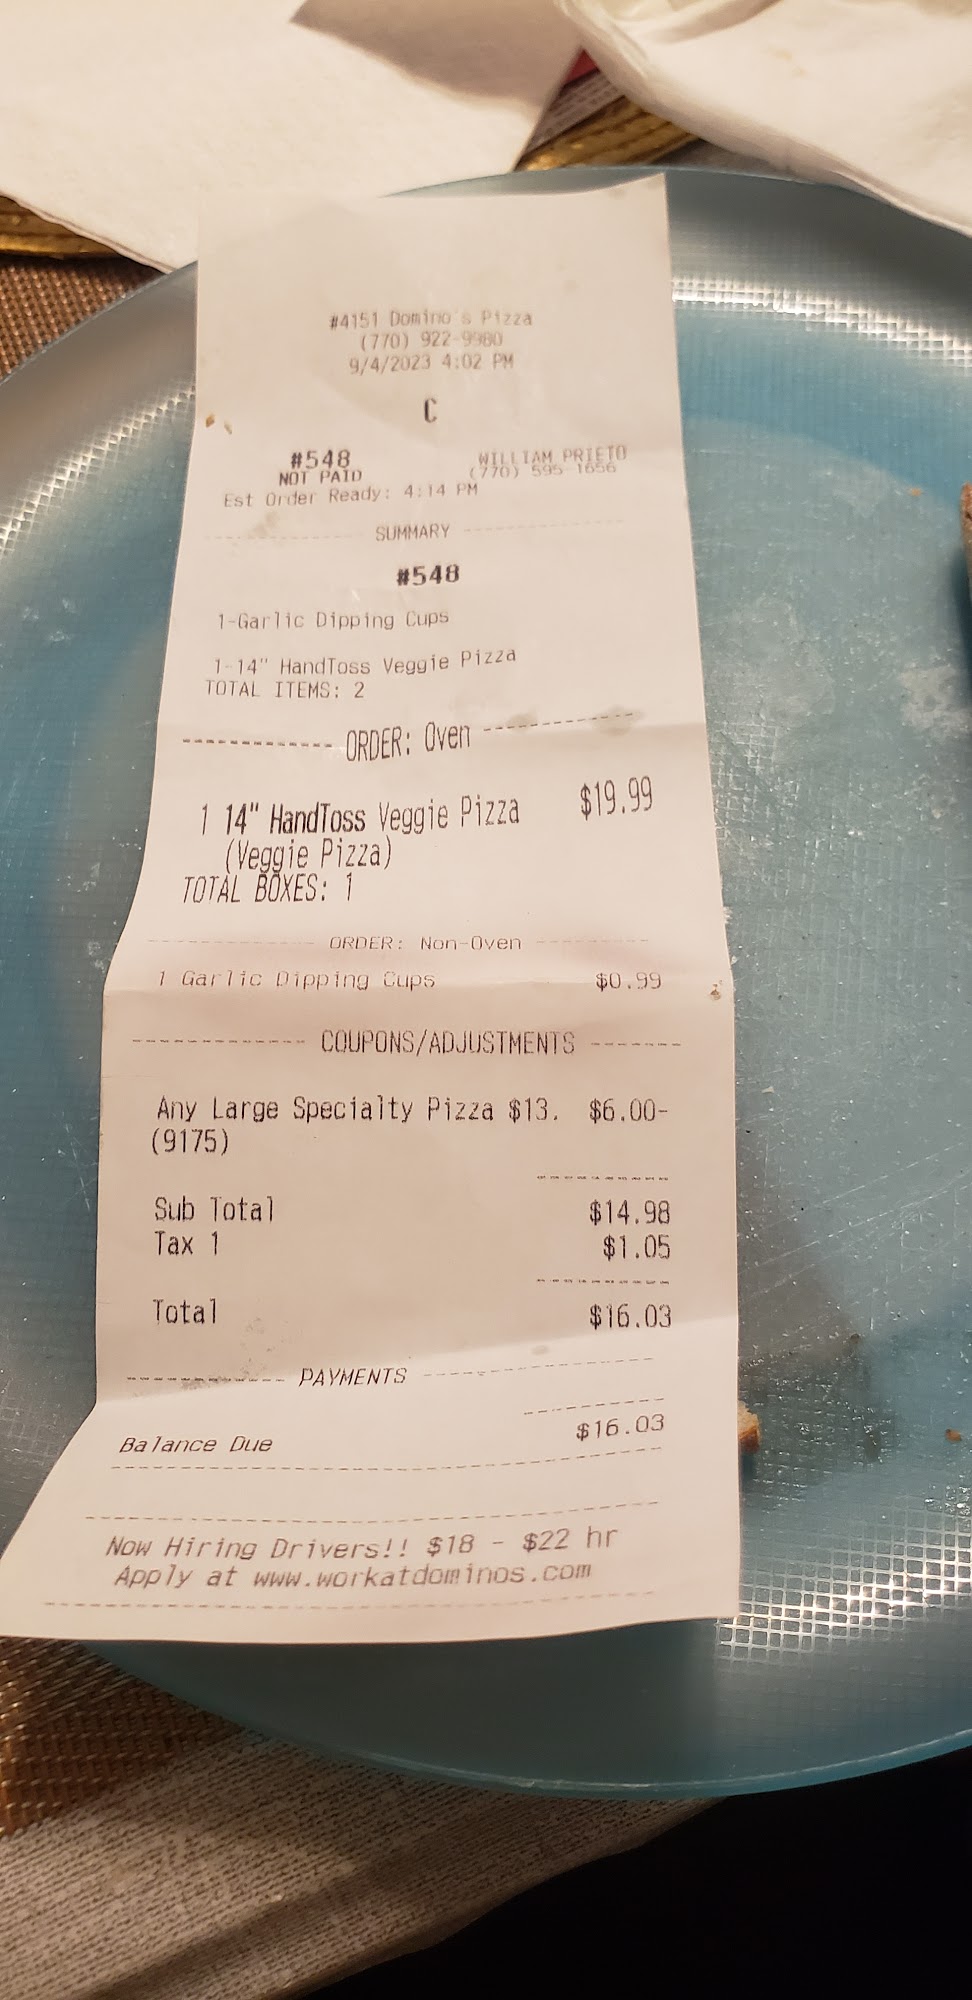 #4151 Domino's Pizza
(770) 922-9980
9/4/2023 4:02 PM
C
#548 WILLIAM PRIETO
NOT PAID (770) 595-1656
Est Order Ready: 4:14 PM
------------- SUMMARY -------------
#548
1-Garlic Dipping Cups
1-14" HandToss Veggie Pizza
TOTAL ITEMS: 2
------------- ORDER: Oven -------------
1 14" HandToss Veggie Pizza $19.99
(Veggie Pizza)
TOTAL BOXES: 1
------------- ORDER: Non-Oven ---------
1 Garlic Dipping Cups $0.99
------------- COUPONS/ADJUSTMENTS -------
Any Large Specialty Pizza $13. $6.00-
(9175)
Sub Total $14.98
Tax 1 $1.05
Total $16.03
------------- PAYMENTS -------------
Balance Due $16.03
Now Hiring Drivers!! $18 - $22 hr
Apply at www.workatdominos.com